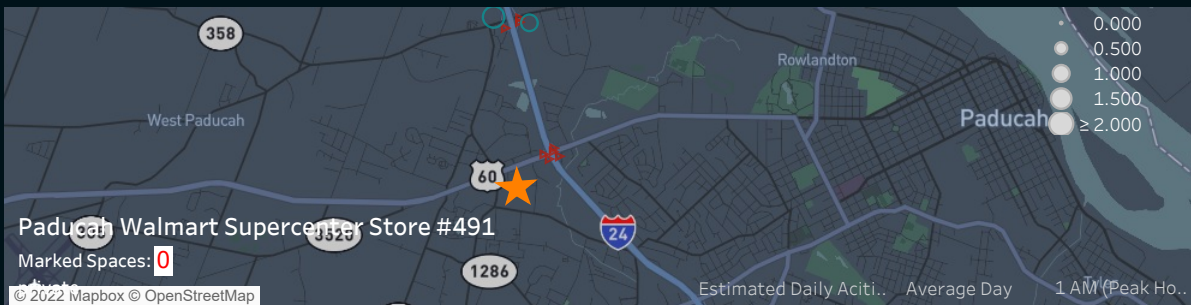 358
0.000
0.500
1.000
1.500
≥ 2.000
Rowlandton
Paducah
West Paducah
60
Paducah Walmart Supercenter Store #491
24
Marked Spaces: 0
1286
private
Estimated Daily Aciti.. Average Day 1 AM (Peak Ho..
© 2022 Mapbox © OpenStreetMap